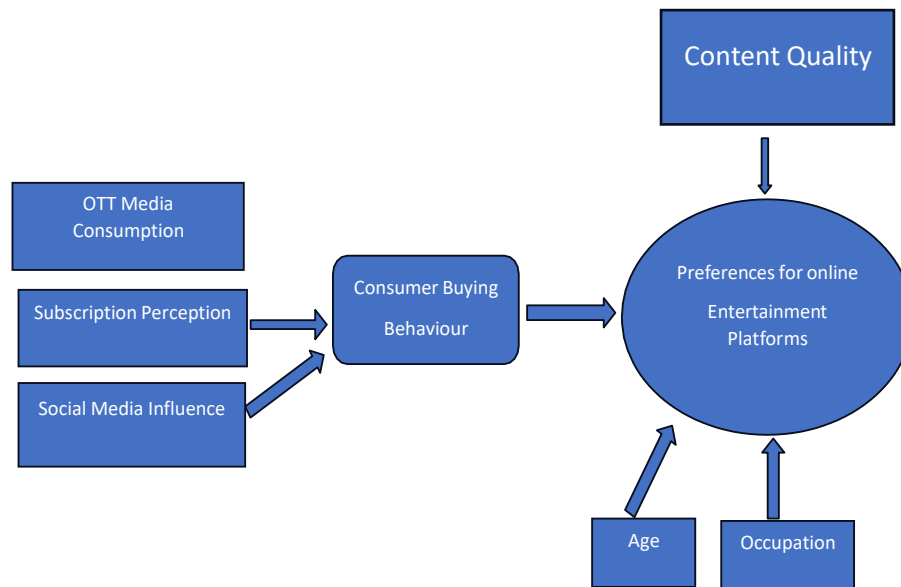 Content Quality
OTT Media
Consumption
Subscription Perception
Social Media Influence
Consumer Buying
Behaviour
Preferences for online
Entertainment
Platforms
Age
Occupation